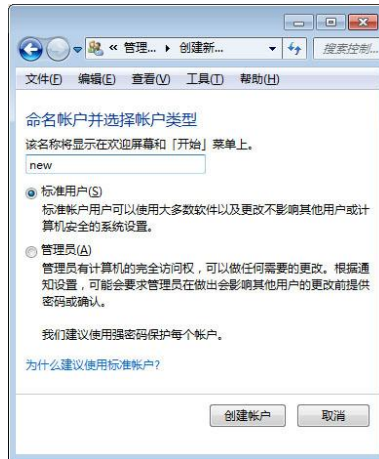 « 管理... ▸ 创建新...
搜索控制...
文件(F) 编辑(E) 查看(V) 工具(T) 帮助(H)
命名帐户并选择帐户类型
该名称将显示在欢迎屏幕和「开始」菜单上。
new
标准用户(S)
标准帐户用户可以使用大多数软件以及更改不影响其他用户或计
算机安全的系统设置。
管理员(A)
管理员有计算机的完全访问权，可以做任何需要的更改。根据通
知设置，可能会要求管理员在做出会影响其他用户的更改前提供
密码或确认。
我们建议使用强密码保护每个帐户。
为什么建议使用标准帐户?
创建帐户 取消